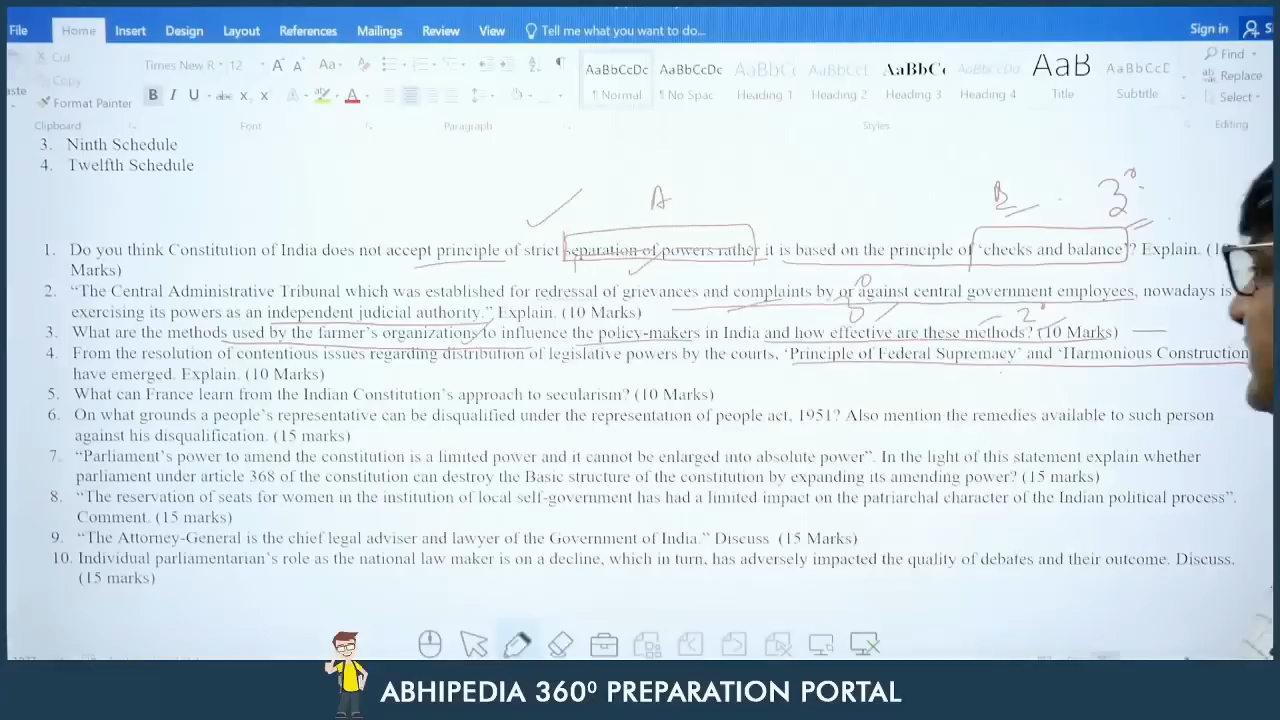 File Home Insert Design Layout References Mailings Review View Tell me what you want to do... Sign in
Cut Times New R 12 Aa AaBbCcDc AaBbCcDc AaBbC AaBbCcl AaBbC AaBbCcDd AaB AaBbCcD Find
Copy Replace
Format Painter B I U abc x x A A ¶ Normal ¶ No Spac Heading 1 Heading 2 Heading 3 Heading 4 Title Subtitle Select
Clipboard Font Paragraph Styles Editing
3. Ninth Schedule
4. Twelfth Schedule
A B 3
1. Do you think Constitution of India does not accept principle of strict separation of powers rather it is based on the principle of ‘checks and balance’? Explain.
Marks)
2. “The Central Administrative Tribunal which was established for redressal of grievances and complaints by or against central government employees, nowadays is
exercising its powers as an independent judicial authority.” Explain. (10 Marks)
3. What are the methods used by the farmer’s organizations to influence the policy-makers in India and how effective are these methods? (10 Marks)
4. From the resolution of contentious issues regarding distribution of legislative powers by the courts, ‘Principle of Federal Supremacy’ and ‘Harmonious Construction
have emerged. Explain. (10 Marks)
5. What can France learn from the Indian Constitution’s approach to secularism? (10 Marks)
6. On what grounds a people’s representative can be disqualified under the representation of people act, 1951? Also mention the remedies available to such person
against his disqualification. (15 marks)
7. “Parliament’s power to amend the constitution is a limited power and it cannot be enlarged into absolute power”. In the light of this statement explain whether
parliament under article 368 of the constitution can destroy the Basic structure of the constitution by expanding its amending power? (15 marks)
8. “The reservation of seats for women in the institution of local self-government has had a limited impact on the patriarchal character of the Indian political process”.
Comment. (15 marks)
9. “The Attorney-General is the chief legal adviser and lawyer of the Government of India.” Discuss (15 Marks)
10. Individual parliamentarian’s role as the national law maker is on a decline, which in turn, has adversely impacted the quality of debates and their outcome. Discuss.
(15 marks)
ABHIPEDIA 360⁰ PREPARATION PORTAL